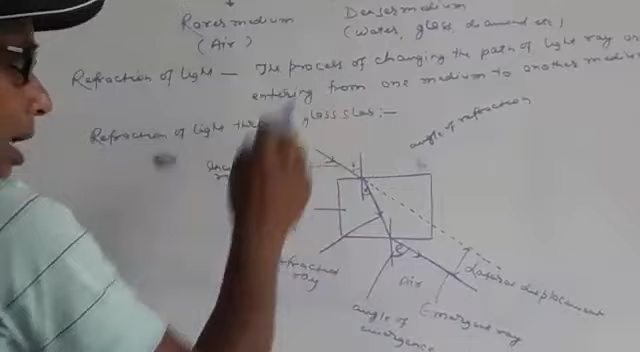 Rarer medium
Denser medium
(Air)
(Water, glass, diamond etc)
Refraction of light — The process of changing the path of light ray on
entering from one medium to another medium
Refraction of light glass slab :-
angle of refraction
i
r
e
refracted
ray
Air
Lateral displacement
Emergent ray
angle of
emergence